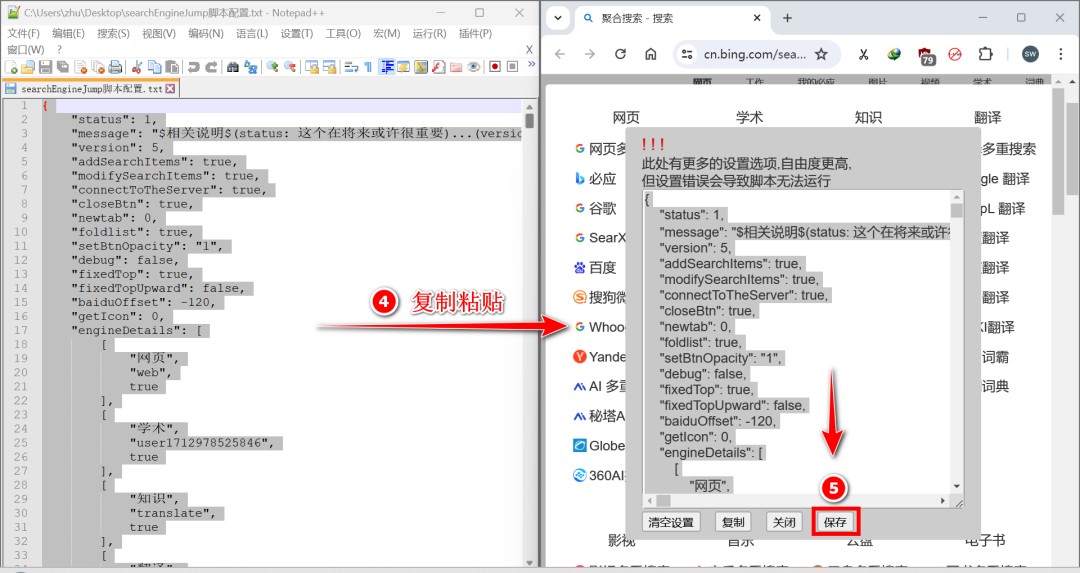 C:\Users\zhu\Desktop\searchEngineJump脚本配置.txt - Notepad++
文件(F) 编辑(E) 搜索(S) 视图(V) 编码(N) 语言(L) 设置(T) 工具(O) 宏(M) 运行(R) 插件(P)
窗口(W) ? X
searchEngineJump脚本配置.txt
1 {
2 "status": 1,
3 "message": "$相关说明$(status: 这个在将来或许很重要)...(versio
4 "version": 5,
5 "addSearchItems": true,
6 "modifySearchItems": true,
7 "connectToTheServer": true,
8 "closeBtn": true,
9 "newtab": 0,
10 "foldlist": true,
11 "setBtnOpacity": "1",
12 "debug": false,
13 "fixedTop": true,
14 "fixedTopUpward": false,
15 "baiduOffset": -120,
16 "getIcon": 0,
17 "engineDetails": [
18 [
19 "网页",
20 "web",
21 true
22 ],
23 [
24 "学术",
25 "user1712978525846",
26 true
27 ],
28 [
29 "知识",
30 "translate",
31 true
32 ],
33 [
34 "翻译"
4 复制粘贴
聚合搜索 - 搜索
cn.bing.com/sea...
79
SW
网页 工作 我的必应 图片 视频 学术 词典
网页 学术 知识 翻译
网页多
必应
谷歌
SearX
百度
搜狗微
Whoo
Yande
AI 多重
秘塔A
Globe
360AI
多重搜索
gle 翻译
pL 翻译
翻译
翻译
翻译
KI翻译
词霸
词典
! ! !
此处有更多的设置选项,自由度更高,
但设置错误会导致脚本无法运行
{
"status": 1,
"message": "$相关说明$(status: 这个在将来或许
"version": 5,
"addSearchItems": true,
"modifySearchItems": true,
"connectToTheServer": true,
"closeBtn": true,
"newtab": 0,
"foldlist": true,
"setBtnOpacity": "1",
"debug": false,
"fixedTop": true,
"fixedTopUpward": false,
"baiduOffset": -120,
"getIcon": 0,
"engineDetails": [
[
"网页",
5
清空设置 复制 关闭 保存
影视 音乐 云盘 电子书